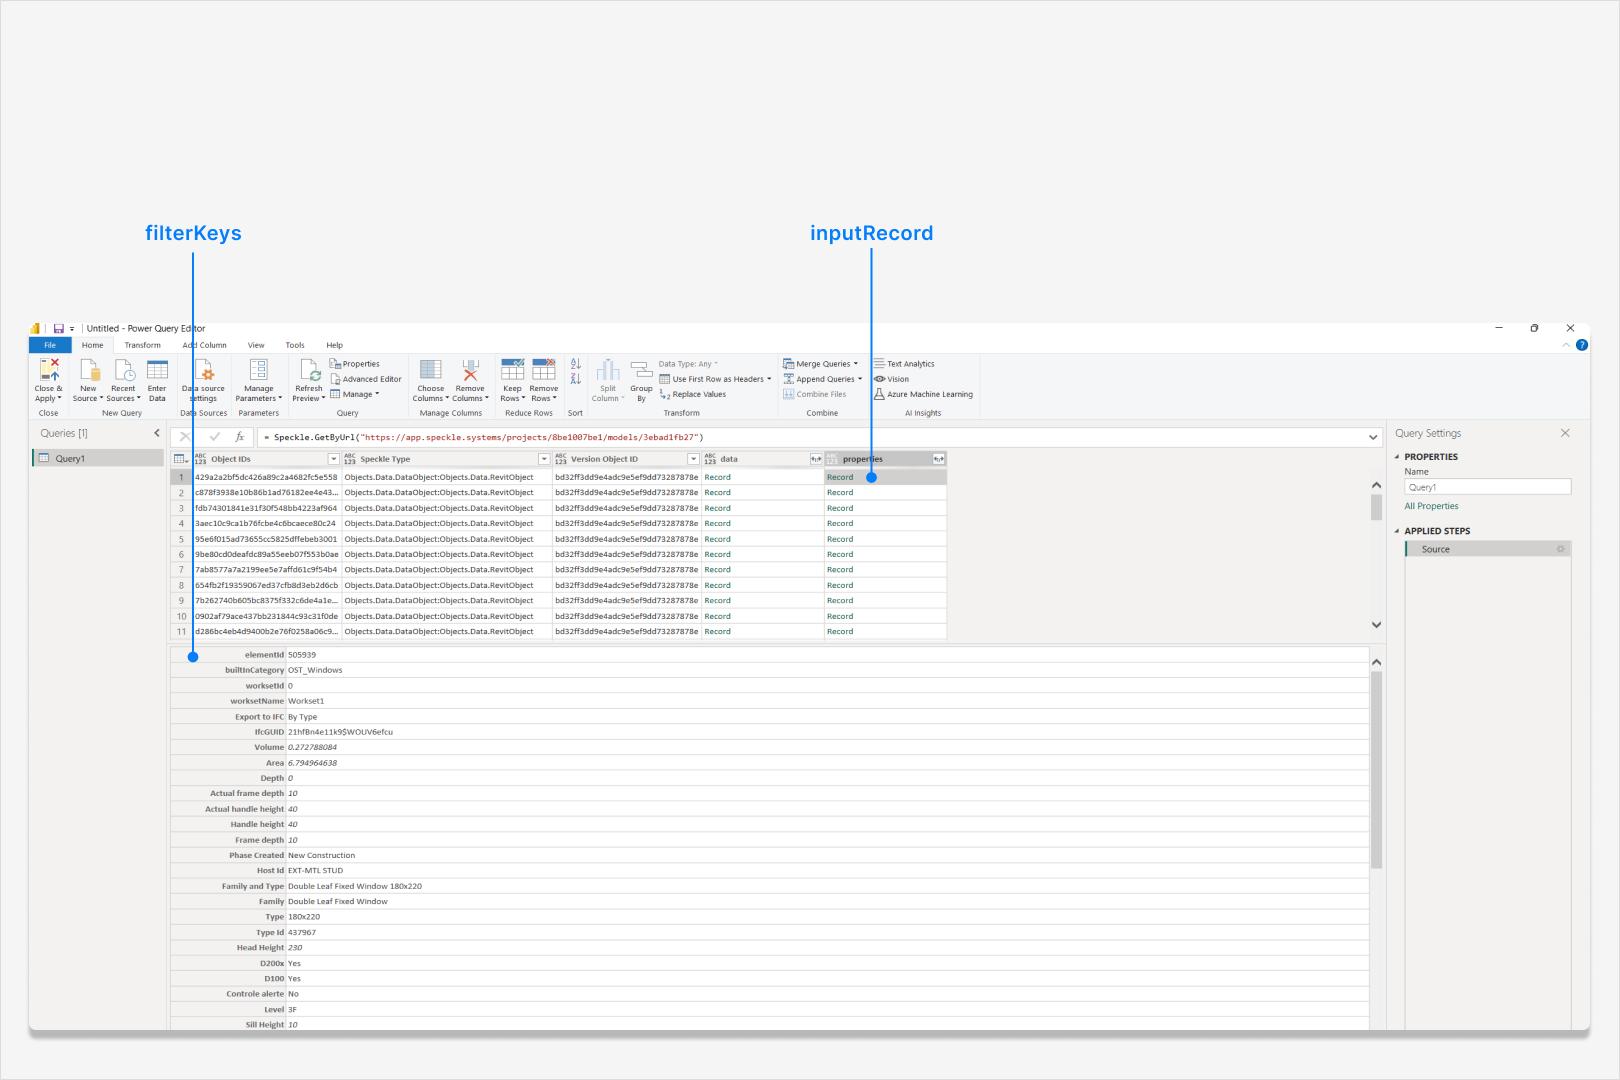 filterKeys
inputRecord
Untitled - Power Query Editor
File Home Transform Add Column View Tools Help
Close & Apply
New Source
Recent Sources
Enter Data
Data source settings
Manage Parameters
Refresh Preview
Properties
Advanced Editor
Manage
Choose Columns
Remove Columns
Keep Rows
Remove Rows
Split Column
Group By
Data Type: Any
Use First Row as Headers
Replace Values
Merge Queries
Append Queries
Combine Files
Text Analytics
Vision
Azure Machine Learning
Close New Query Data Sources Parameters Query Manage Columns Reduce Rows Sort Transform Combine AI Insights
Queries [1]
Query1
fx = Speckle.GetByUrl("https://app.speckle.systems/projects/8be1007be1/models/3ebad1fb27")
ABC 123 Object IDs ABC 123 Speckle Type ABC 123 Version Object ID ABC 123 data ABC 123 properties
1 429a2a2bf5dc426a89c2a4682fc5e558 Objects.Data.DataObject:Objects.Data.RevitObject bd32ff3dd9e4adc9e5ef9dd73287878e Record Record
2 c878f3938e10b86b1ad76182ee4e43... Objects.Data.DataObject:Objects.Data.RevitObject bd32ff3dd9e4adc9e5ef9dd73287878e Record Record
3 fdb74301841e31f30f548bb4223af964 Objects.Data.DataObject:Objects.Data.RevitObject bd32ff3dd9e4adc9e5ef9dd73287878e Record Record
4 3aec10c9ca1b76fcbe4c6bcaece80c24 Objects.Data.DataObject:Objects.Data.RevitObject bd32ff3dd9e4adc9e5ef9dd73287878e Record Record
5 95e6f015ad73655cc5825dffebeb3001 Objects.Data.DataObject:Objects.Data.RevitObject bd32ff3dd9e4adc9e5ef9dd73287878e Record Record
6 9be80cd0deafdc89a55eeb07f553b0ae Objects.Data.DataObject:Objects.Data.RevitObject bd32ff3dd9e4adc9e5ef9dd73287878e Record Record
7 7ab8577a7a2199ee5e7affd61c9f54b4 Objects.Data.DataObject:Objects.Data.RevitObject bd32ff3dd9e4adc9e5ef9dd73287878e Record Record
8 654fb2f19359067ed37cfb8d3eb2d6cb Objects.Data.DataObject:Objects.Data.RevitObject bd32ff3dd9e4adc9e5ef9dd73287878e Record Record
9 7b262740b605bc8375f332c6de4a1e... Objects.Data.DataObject:Objects.Data.RevitObject bd32ff3dd9e4adc9e5ef9dd73287878e Record Record
10 0902af79ace437bb231844c93c31f0de Objects.Data.DataObject:Objects.Data.RevitObject bd32ff3dd9e4adc9e5ef9dd73287878e Record Record
11 d286bc4eb4d9400b2e76f0258a06c9... Objects.Data.DataObject:Objects.Data.RevitObject bd32ff3dd9e4adc9e5ef9dd73287878e Record Record
elementId 505939
builtInCategory OST_Windows
worksetId 0
worksetName Workset1
Export to IFC By Type
IfcGUID 21hfBn4e11k9$WOUV6efcu
Volume 0.272788084
Area 6.794964638
Depth 0
Actual frame depth 10
Actual handle height 40
Handle height 40
Frame depth 10
Phase Created New Construction
Host Id EXT-MTL STUD
Family and Type Double Leaf Fixed Window 180x220
Family Double Leaf Fixed Window
Type 180x220
Type Id 437967
Head Height 230
D200x Yes
D100 Yes
Controle alerte No
Level 3F
Sill Height 10
Query Settings
PROPERTIES
Name
Query1
All Properties
APPLIED STEPS
Source